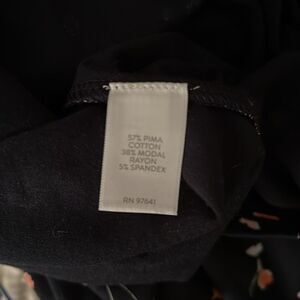 57% PIMA
COTTON
38% MODAL
RAYON
5% SPANDEX
RN 97641